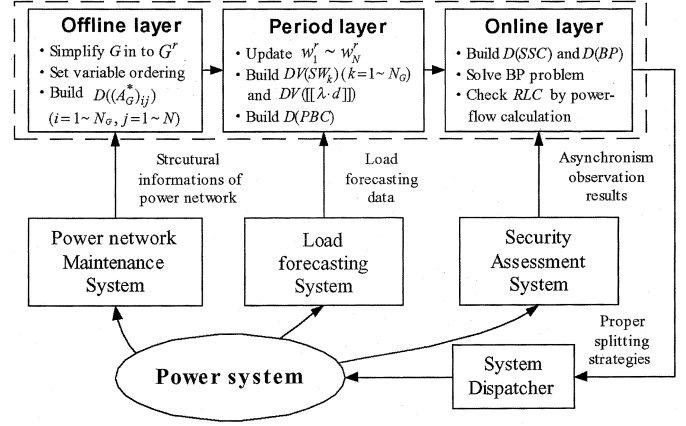 Offline layer
• Simplify G in to Gʳ
• Set variable ordering
• Build D((A*_G)_ij)
(i=1~N_G, j=1~N)
Period layer
• Update w₁ʳ ~ w_Nʳ
• Build DV(SW_k)(k=1~N_G)
and DV([[λ·d]])
• Build D(PBC)
Online layer
• Build D(SSC) and D(BP)
• Solve BP problem
• Check RLC by power-
flow calculation
Strcutural
informations of
power network
Load
forecasting
data
Asynchronism
observation
results
Power network
Maintenance
System
Load
forecasting
System
Security
Assessment
System
Proper
splitting
strategies
Power system
System
Dispatcher